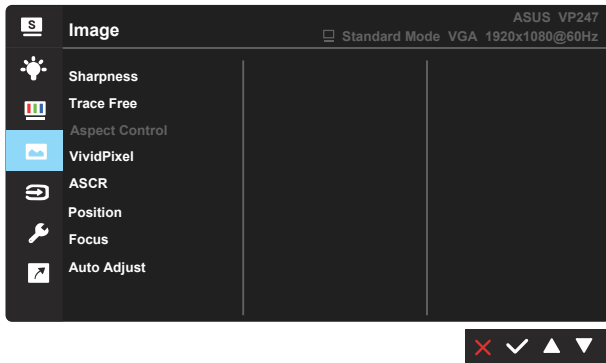 S
Image
ASUS VP247
Standard Mode VGA 1920x1080@60Hz
Sharpness
Trace Free
Aspect Control
VividPixel
ASCR
Position
Focus
Auto Adjust